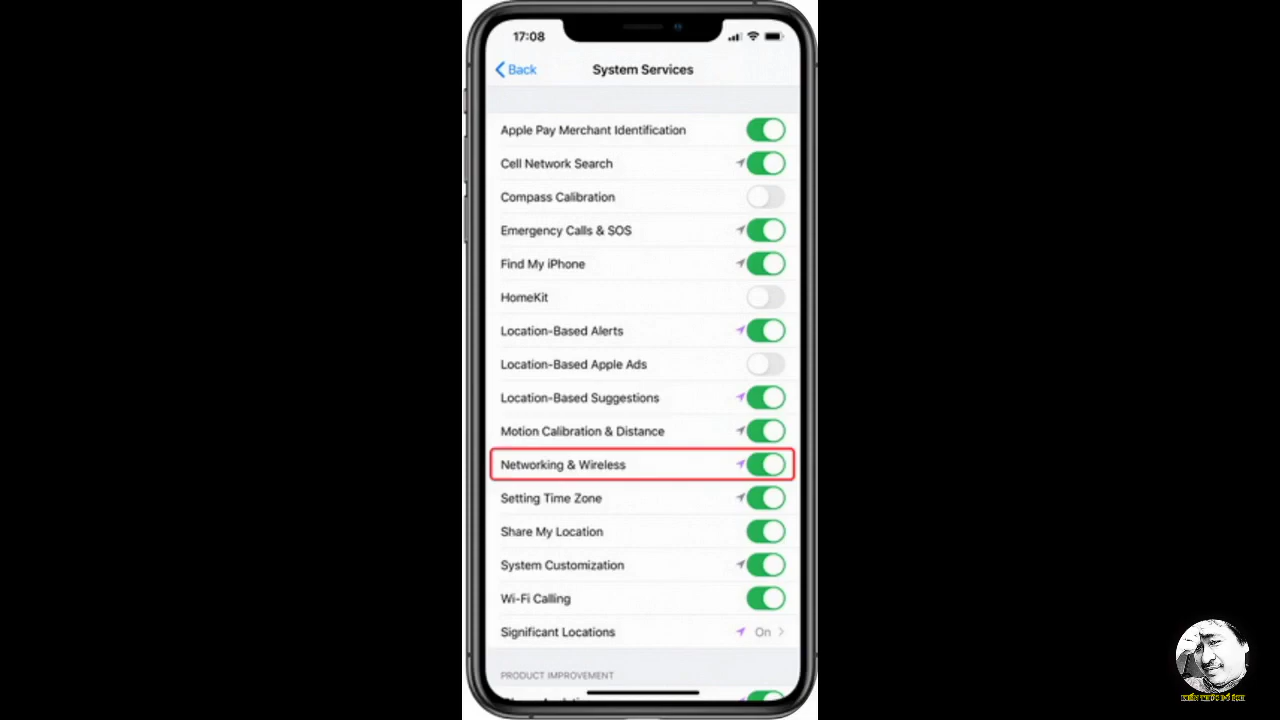 17:08
Back
System Services
Apple Pay Merchant Identification
Cell Network Search
Compass Calibration
Emergency Calls & SOS
Find My iPhone
HomeKit
Location-Based Alerts
Location-Based Apple Ads
Location-Based Suggestions
Motion Calibration & Distance
Networking & Wireless
Setting Time Zone
Share My Location
System Customization
Wi-Fi Calling
Significant Locations On
PRODUCT IMPROVEMENT